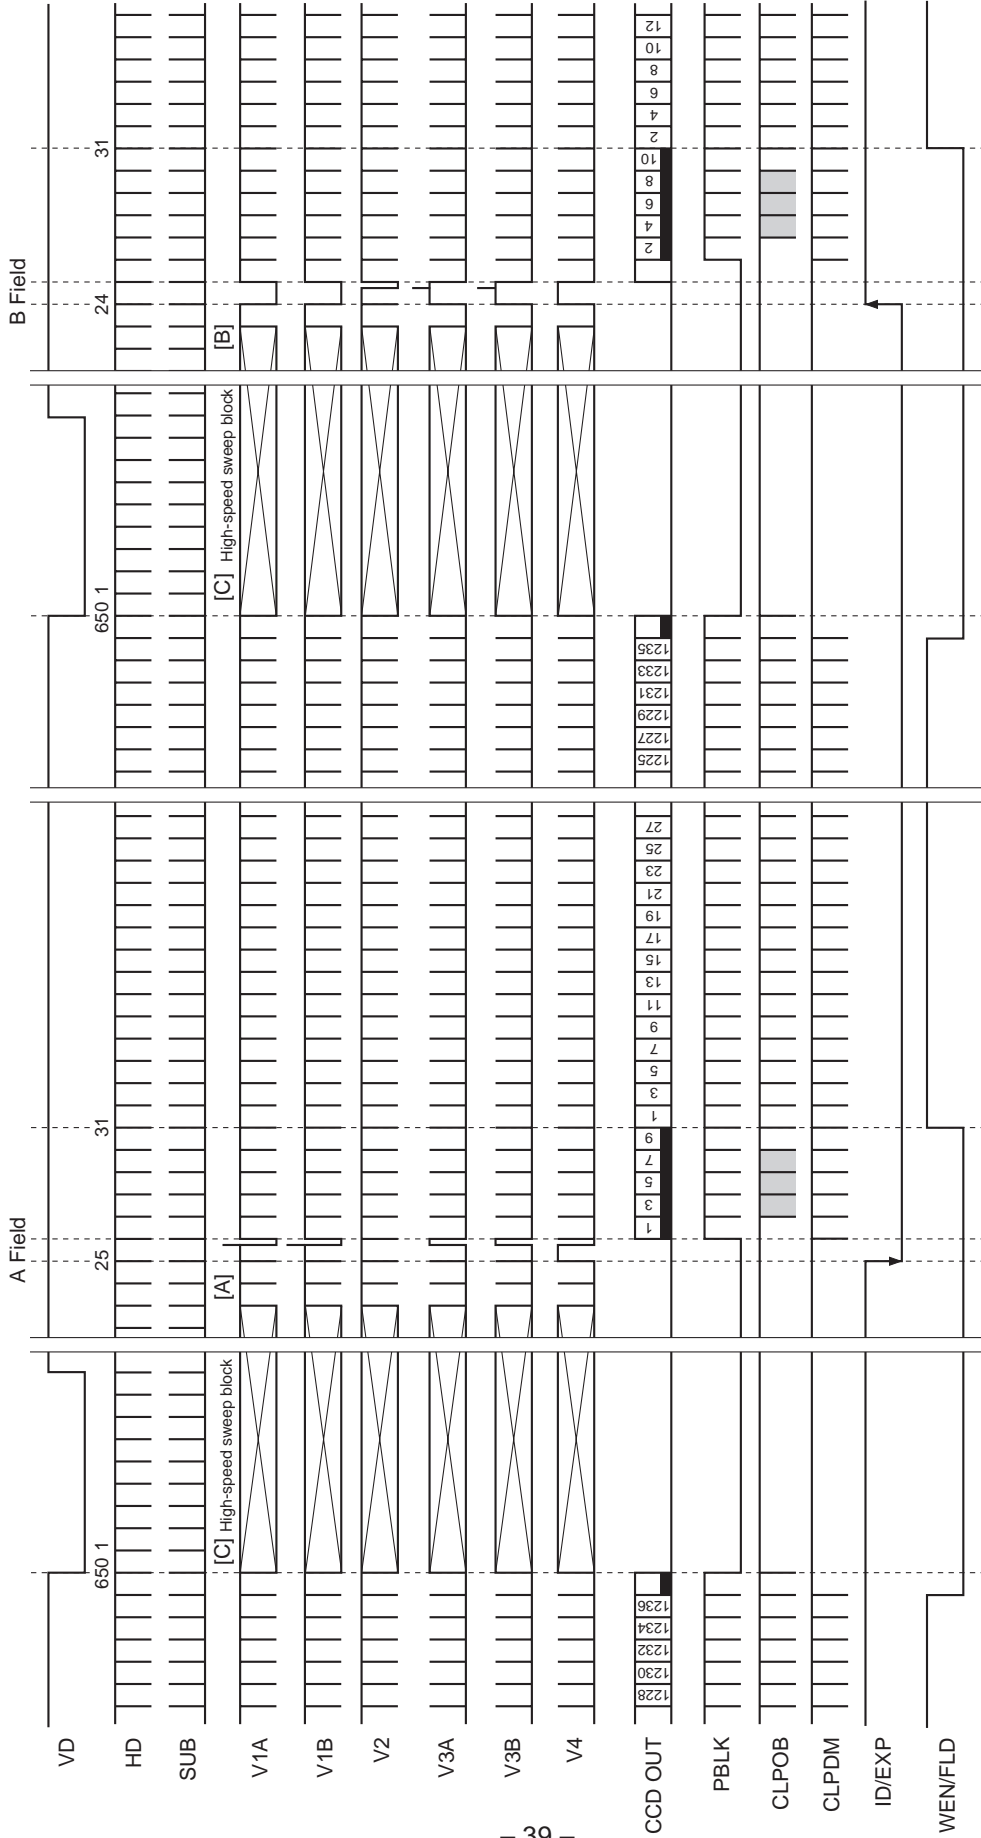 A Field
B Field
VD
650 1
25
31
650 1
24
31
HD
SUB
[C] High-speed sweep block
[A]
[C] High-speed sweep block
[B]
V1A
V1B
V2
V3A
V3B
V4
CCD OUT
1228 1230 1232 1234 1236
1 3 5 7 9 1 3 5 7 9 11 13 15 17 19 21 23 25 27
1225 1227 1229 1231 1233 1235
2 4 6 8 10 2 4 6 8 10 12
PBLK
CLPOB
CLPDM
ID/EXP
WEN/FLD
– 39 –